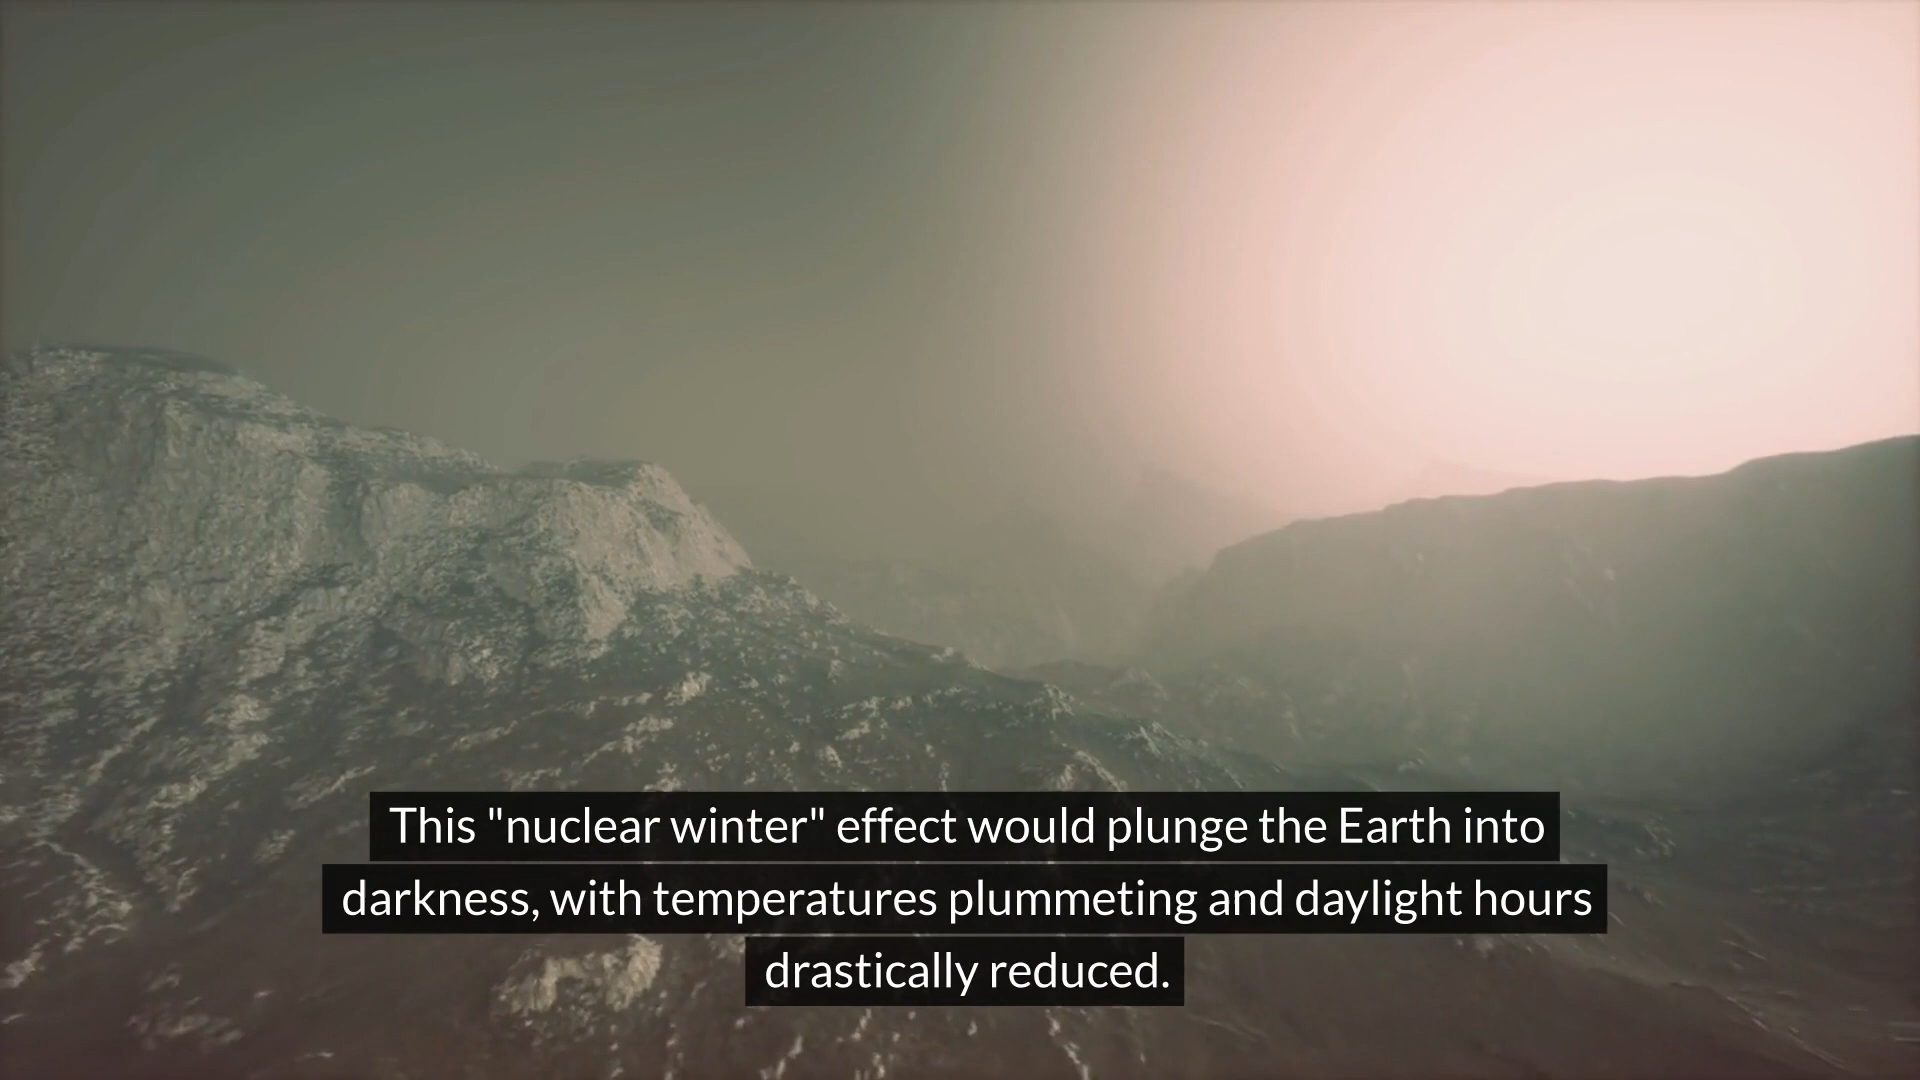 This "nuclear winter" effect would plunge the Earth into
darkness, with temperatures plummeting and daylight hours
drastically reduced.